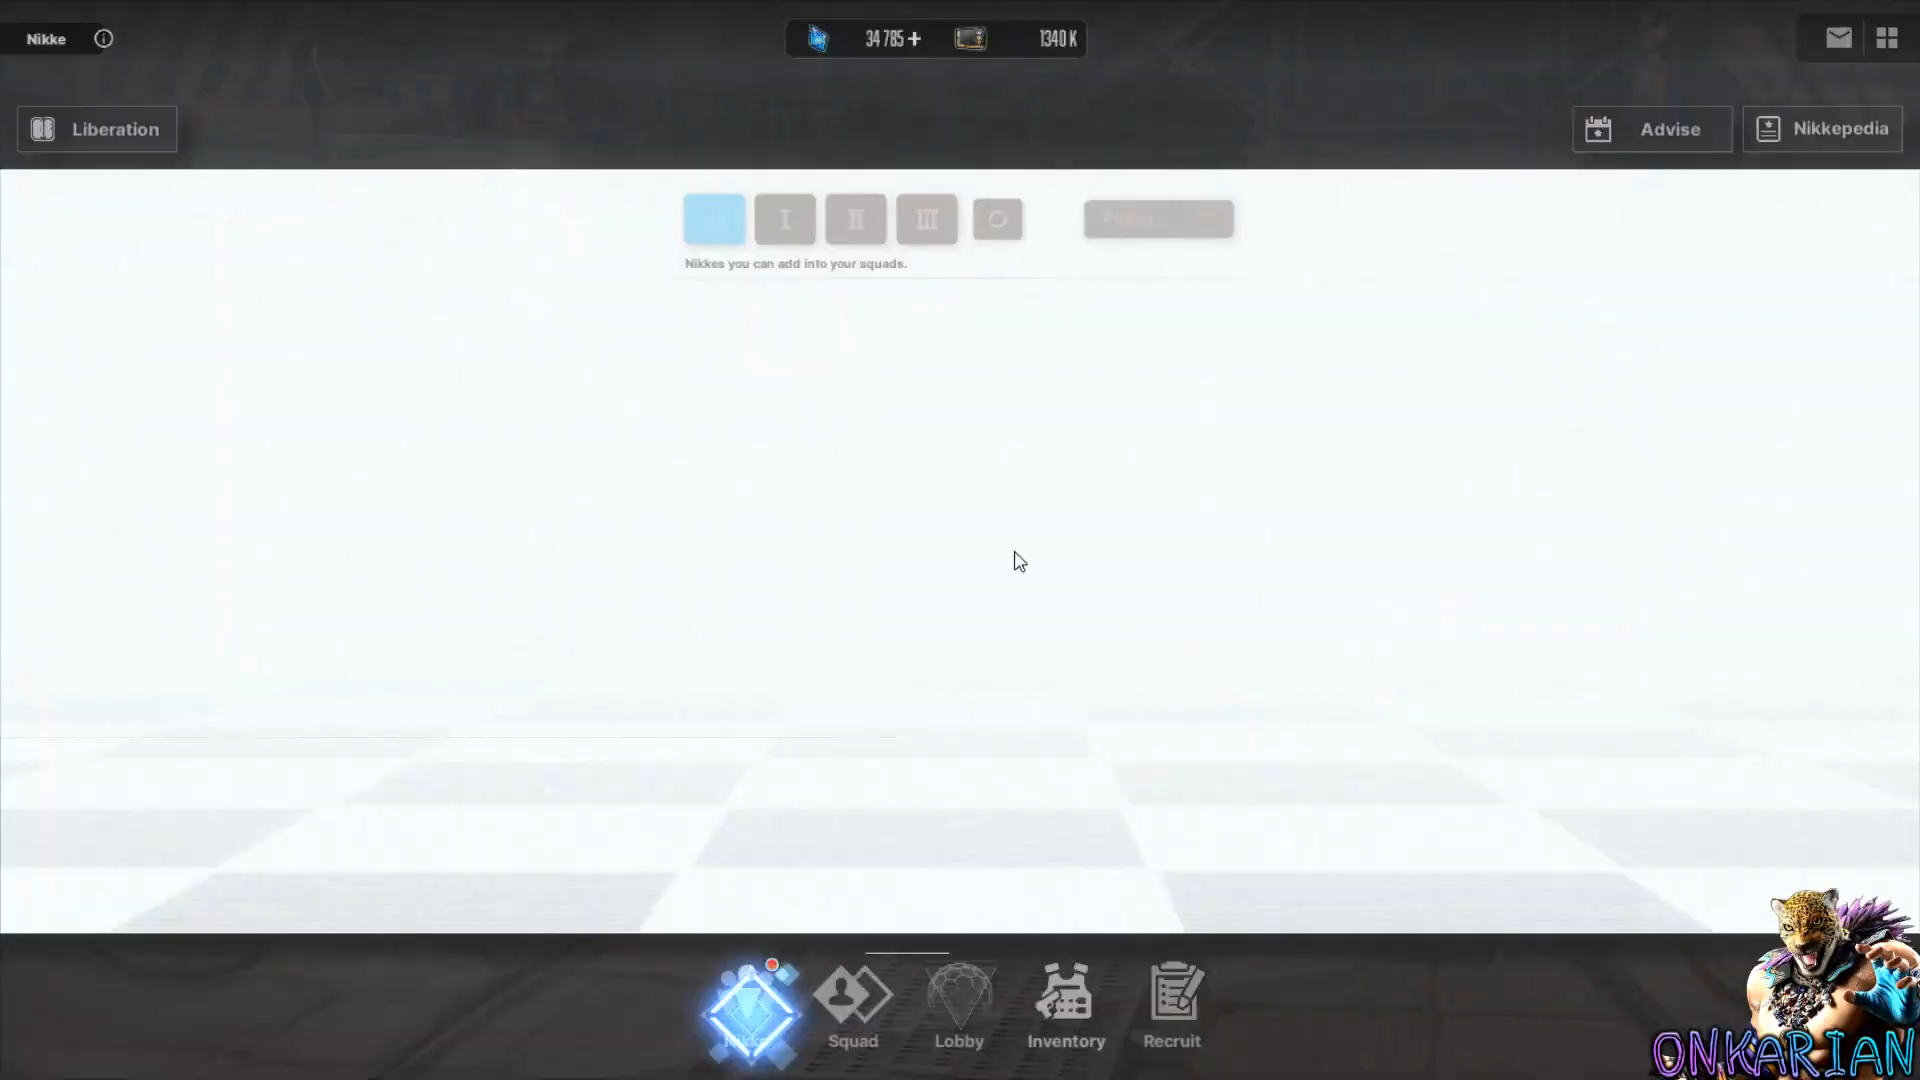 Nikke
34 785 +
1340 K
Liberation
Advise
Nikkepedia
I
II
III
Nikkes you can add into your squads.
Squad
Lobby
Inventory
Recruit
ONKARIAN